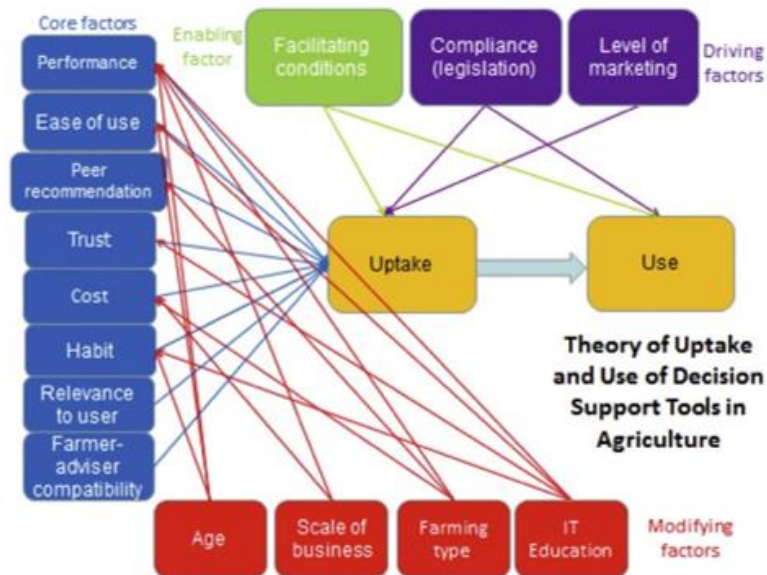 Core factors
Performance
Ease of use
Peer
recommendation
Trust
Cost
Habit
Relevance
to user
Farmer-
adviser
compatibility
Enabling
factor
Facilitating
conditions
Compliance
(legislation)
Level of
marketing
Driving
factors
Uptake
Use
Theory of Uptake
and Use of Decision
Support Tools in
Agriculture
Age
Scale of
business
Farming
type
IT
Education
Modifying
factors